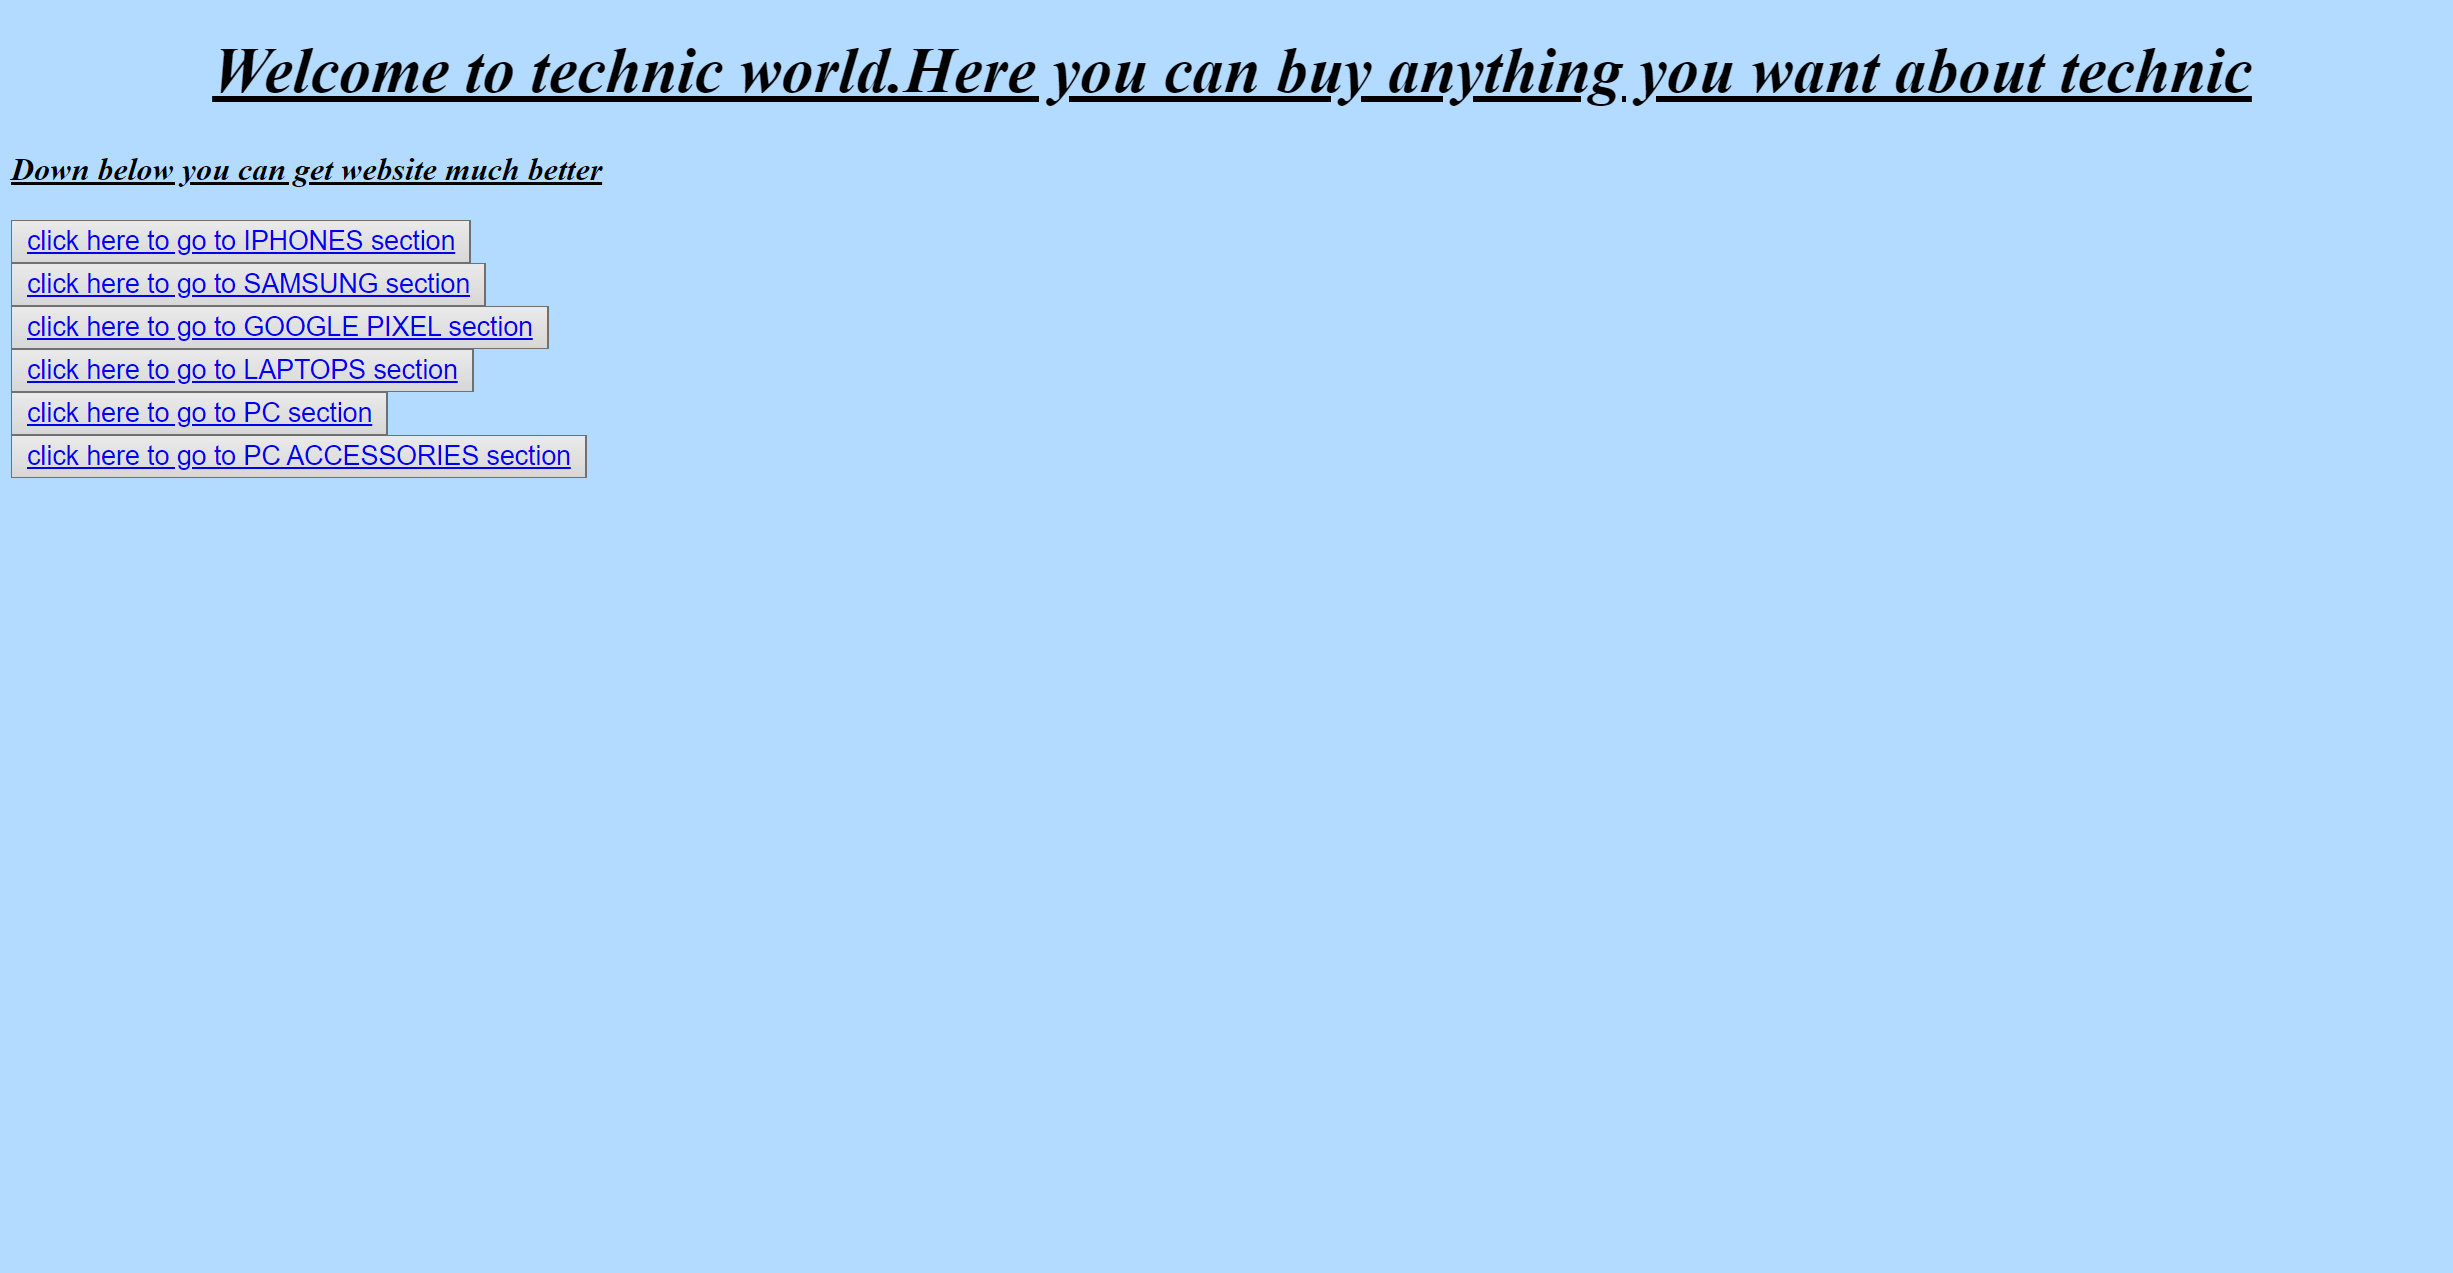 Welcome to technic world.Here you can buy anything you want about technic
Down below you can get website much better
click here to go to IPHONES section
click here to go to SAMSUNG section
click here to go to GOOGLE PIXEL section
click here to go to LAPTOPS section
click here to go to PC section
click here to go to PC ACCESSORIES section